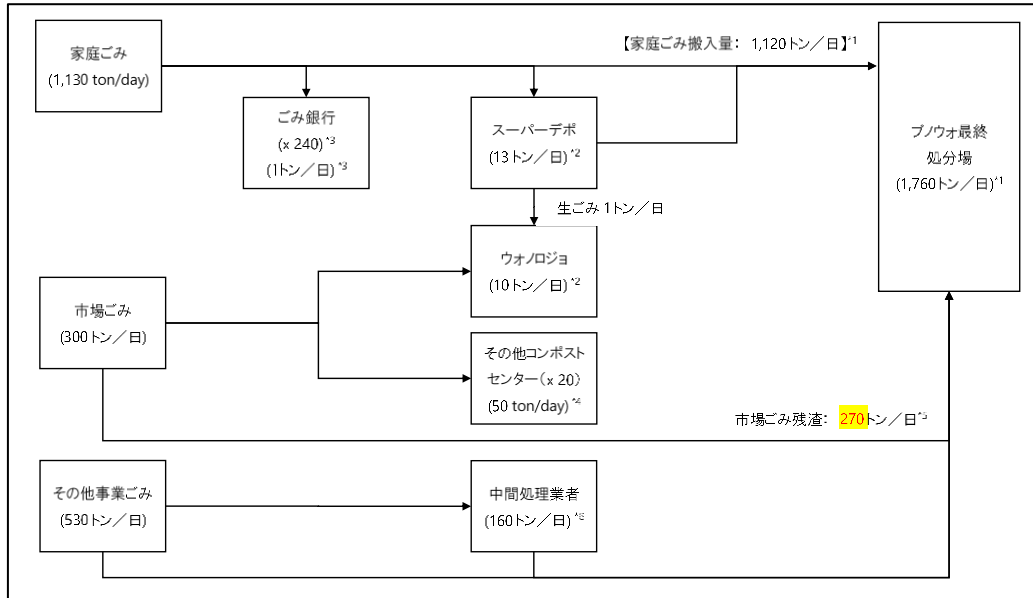 家庭ごみ
(1,130 ton/day)
【家庭ごみ搬入量: 1,120トン／日】*1
ごみ銀行
(x 240)*3
(1トン／日)*3
スーパーデポ
(13トン／日)*2
ブノウォ最終
処分場
(1,760トン／日)*1
生ごみ 1トン／日
ウォノロジョ
(10トン／日)*2
市場ごみ
(300トン／日)
その他コンポスト
センター(x 20)
(50 ton/day)*4
市場ごみ残渣: 270トン／日*5
その他事業ごみ
(530トン／日)
中間処理業者
(160トン／日)